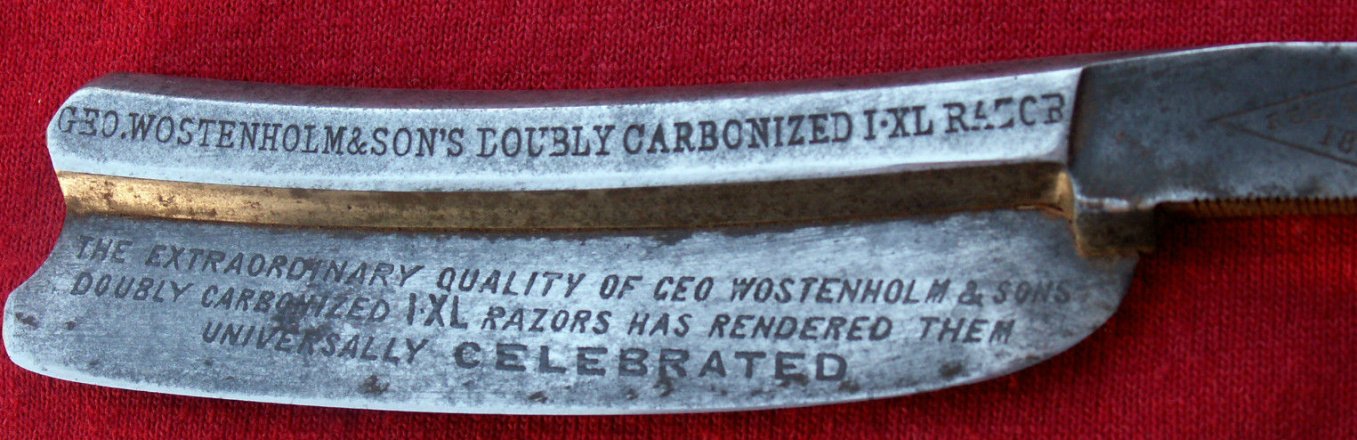 GEO.WOSTENHOLM&SON'S DOUBLY CARBONIZED I·XL RAZOR
THE EXTRAORDINARY QUALITY OF GEO WOSTENHOLM & SONS
DOUBLY CARBONIZED I·XL RAZORS HAS RENDERED THEM
UNIVERSALLY CELEBRATED